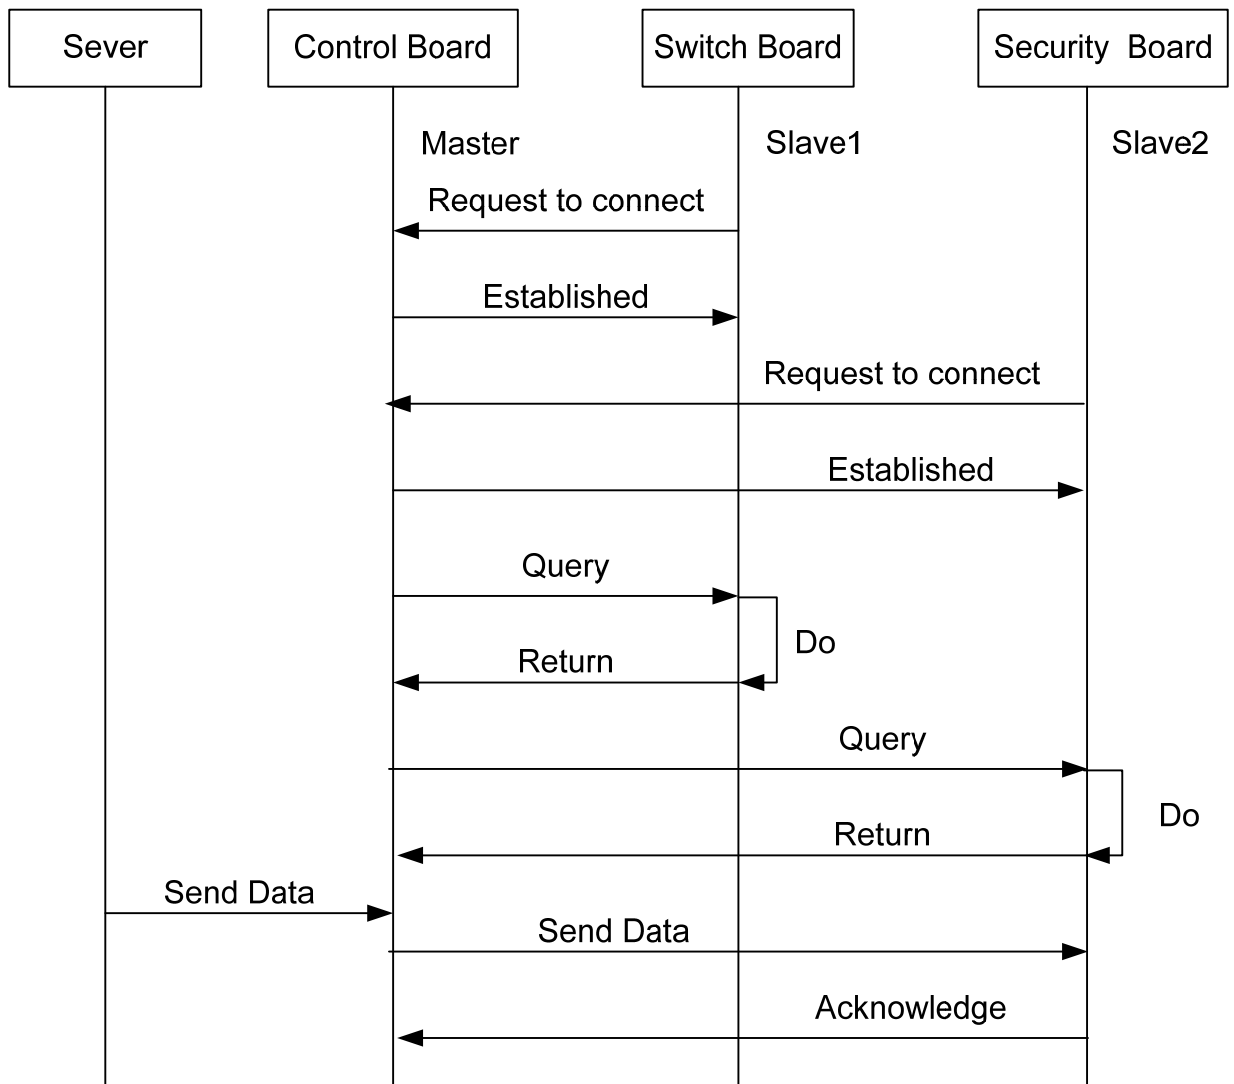 Sever
Control Board
Switch Board
Security Board
Master
Slave1
Slave2
Request to connect
Established
Request to connect
Established
Query
Do
Return
Query
Do
Return
Send Data
Send Data
Acknowledge